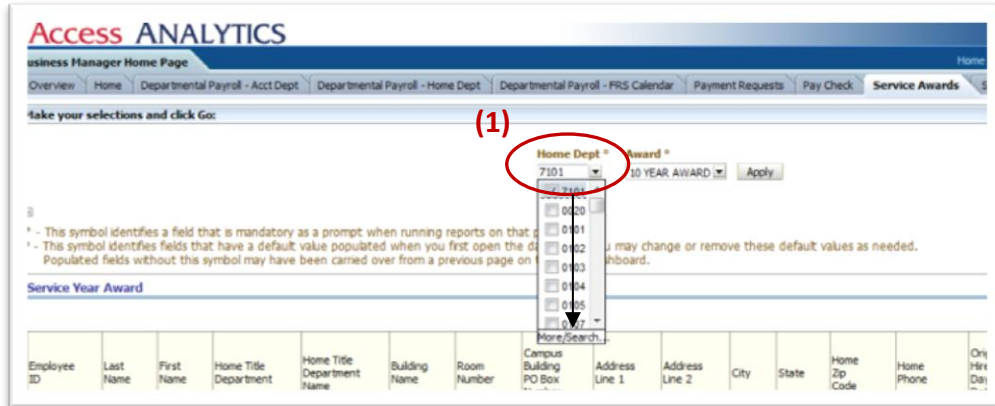 Access ANALYTICS
usiness Manager Home Page
Home
Overview Home Departmental Payroll - Acct Dept Departmental Payroll - Home Dept Departmental Payroll - FRS Calendar Payment Requests Pay Check Service Awards S
Make your selections and click Go:
(1)
Home Dept * Award *
7101 10 YEAR AWARD Apply
7101
0020
0101
0102
0103
0104
0105
0107
More/Search...
* - This symbol identifies a field that is mandatory as a prompt when running reports on that p
- This symbol identifies fields that have a default value populated when you first open the da u may change or remove these default values as needed.
Populated fields without this symbol may have been carried over from a previous page on shboard.
Service Year Award
Employee ID
Last Name
First Name
Home Title Department
Home Title Department Name
Building Name
Room Number
Campus Building PO Box
Address Line 1
Address Line 2
City
State
Home Zip Code
Home Phone
Hire